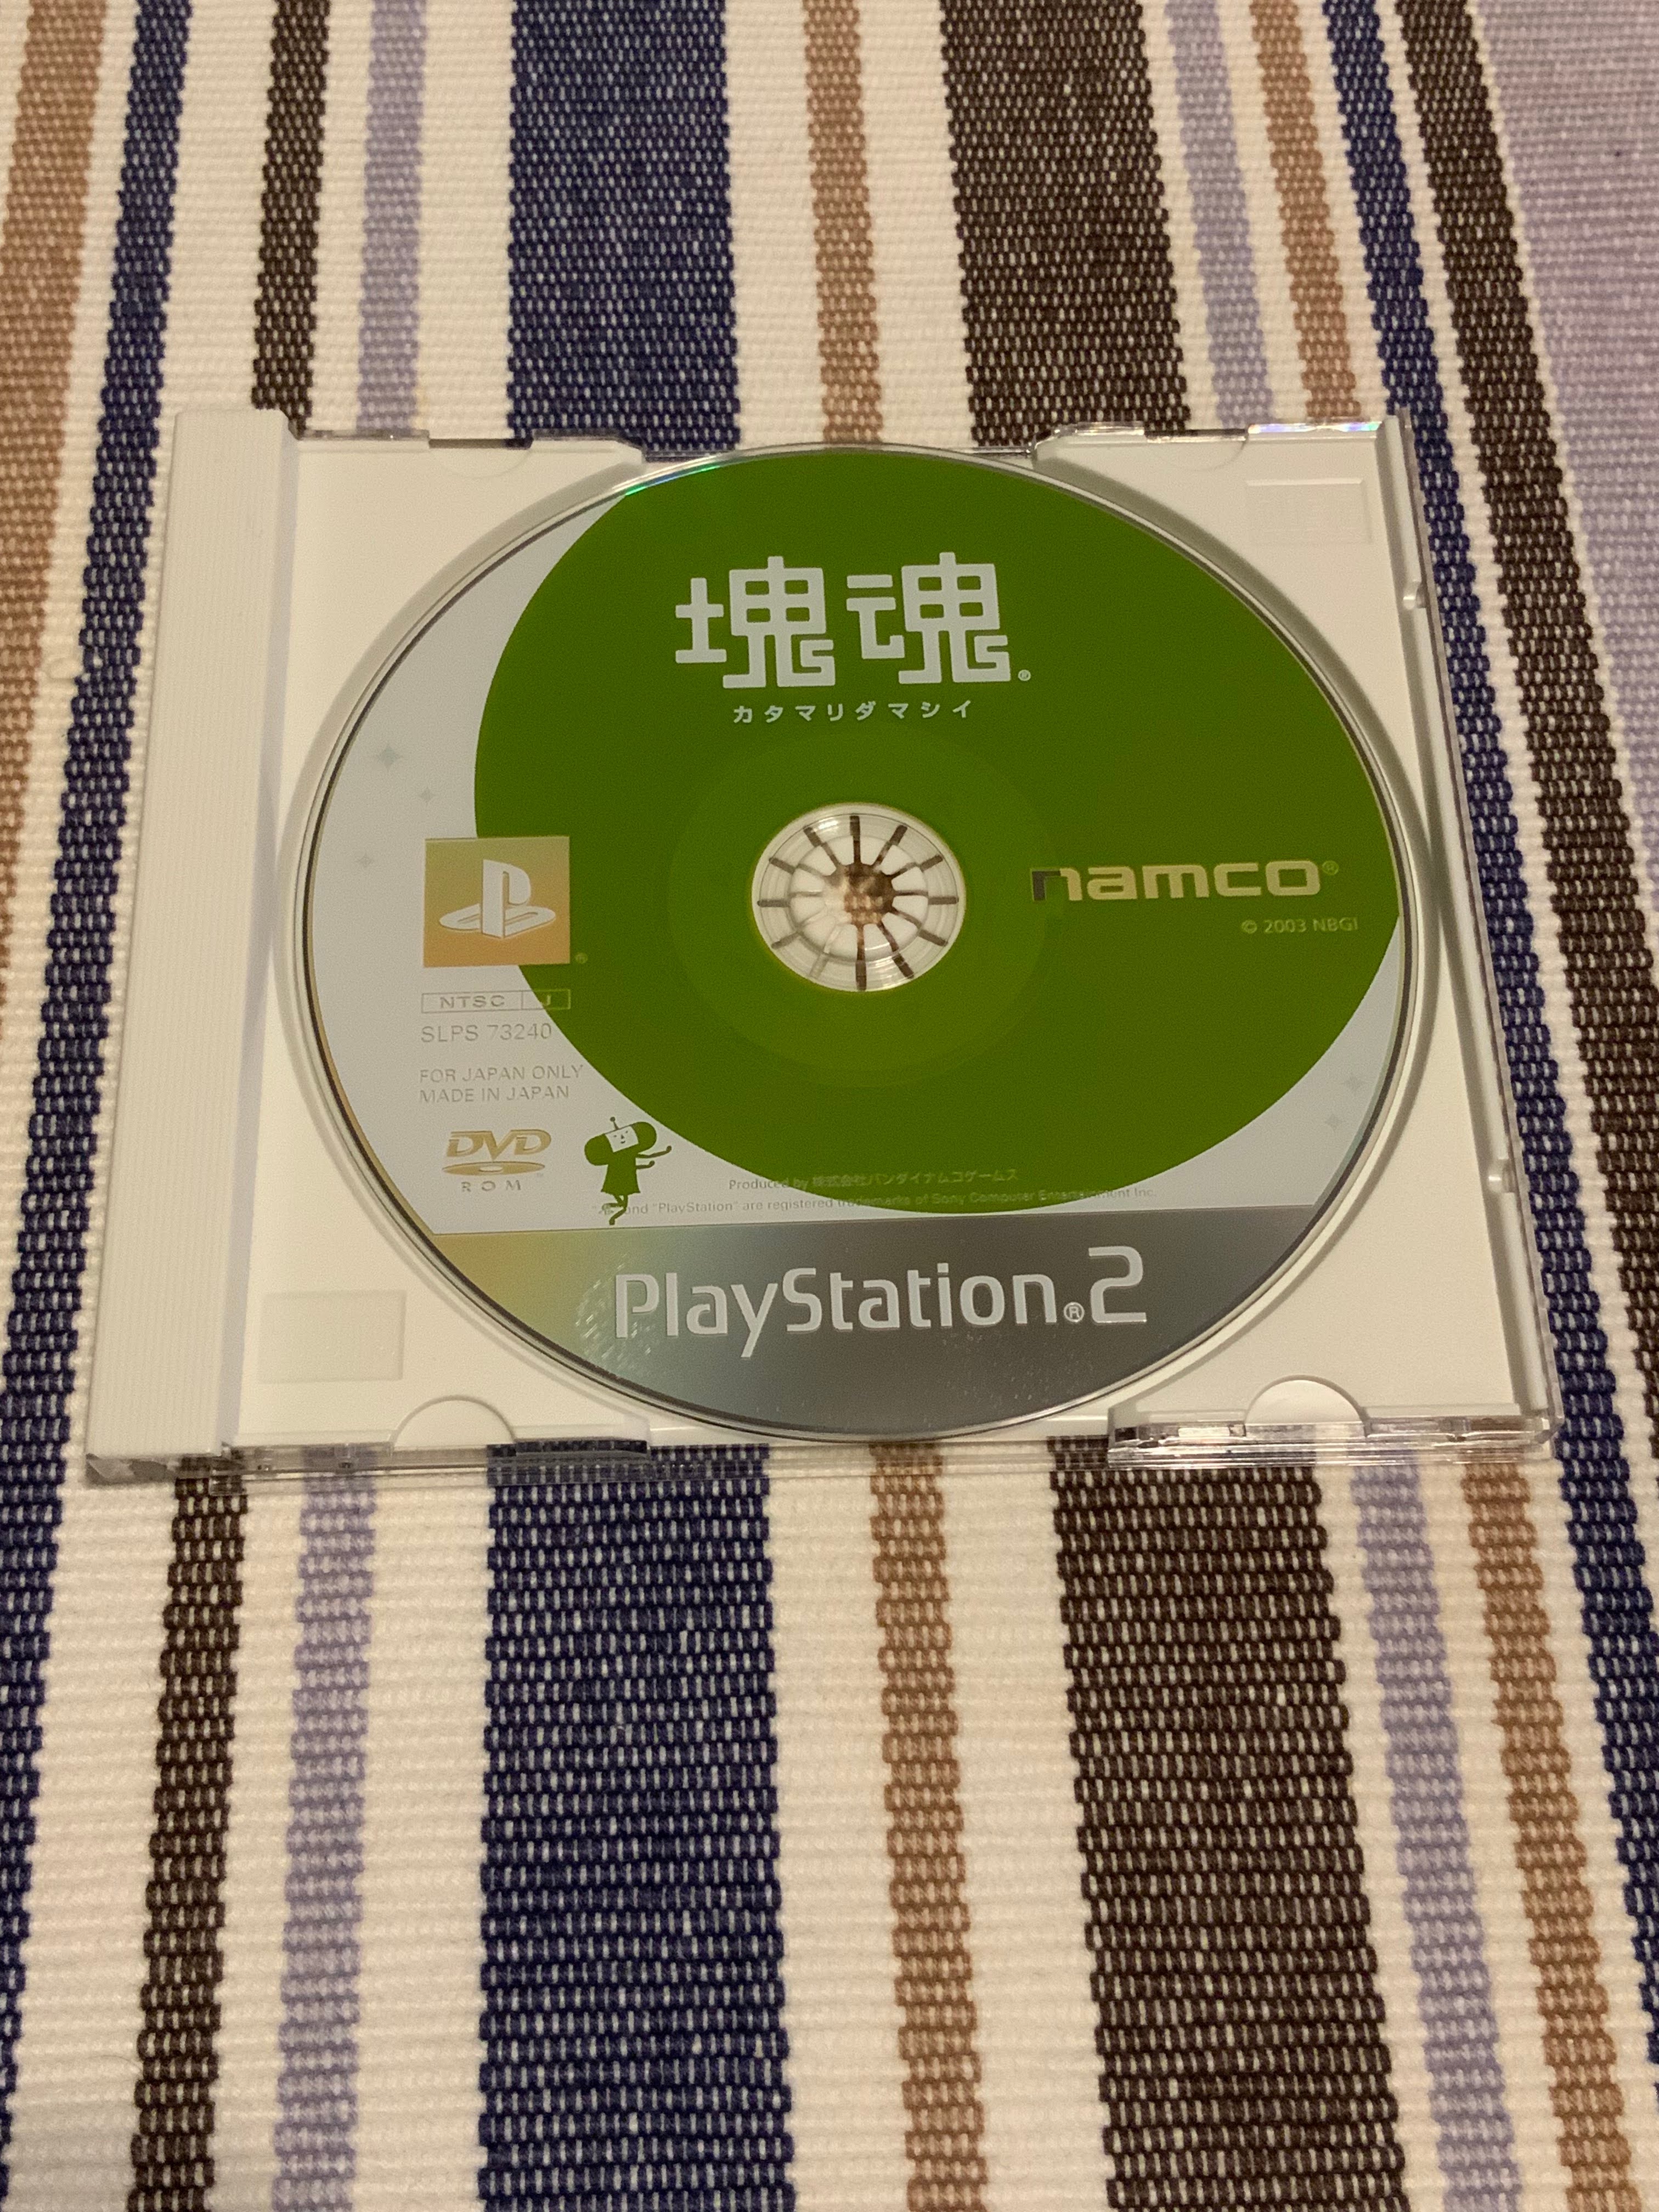 塊魂®
カタマリダマシイ
namco®
© 2003 NBGI
NTSC J
SLPS 73240
FOR JAPAN ONLY
MADE IN JAPAN
DVD
ROM
Produced by 株式会社バンダイナムコゲームス
and "PlayStation" are registered trademarks of Sony Computer Entertainment Inc.
PlayStation®2